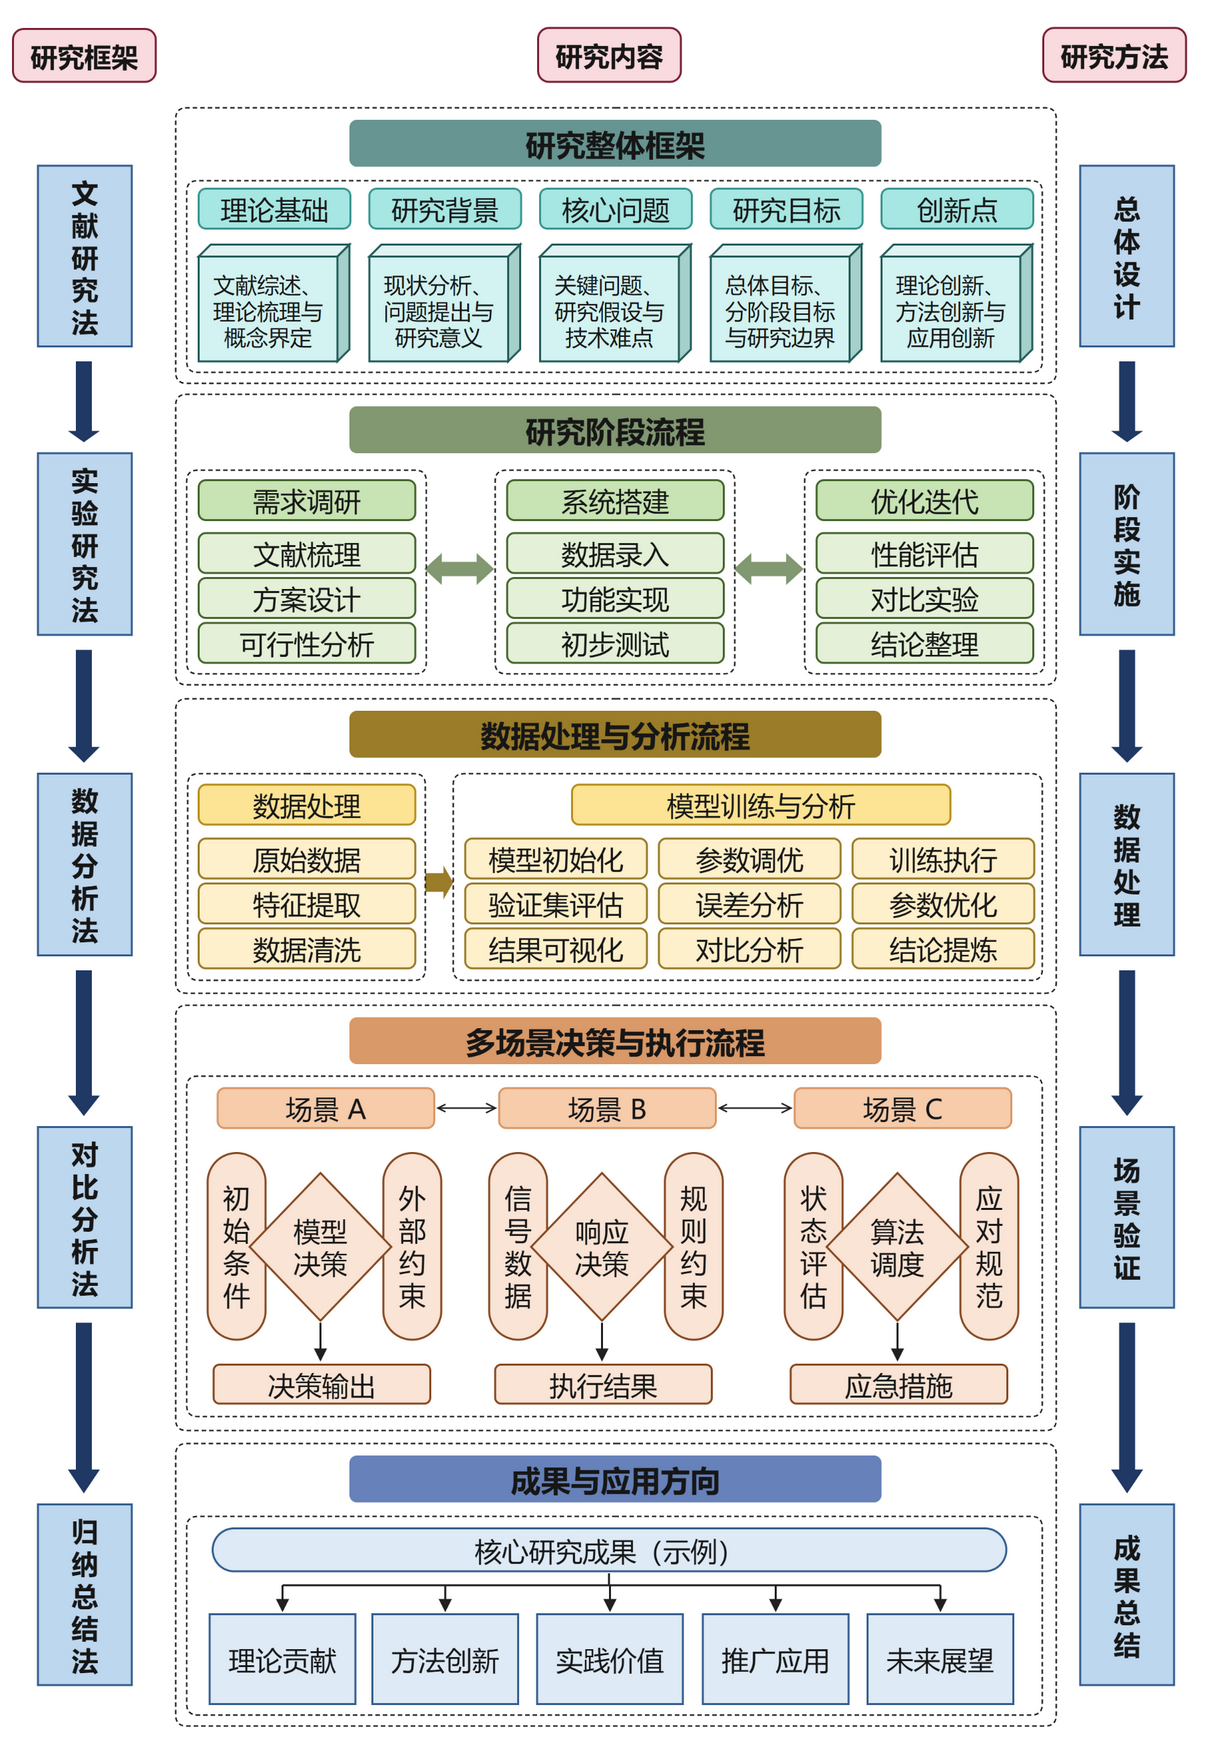 研究框架
研究内容
研究方法
文献研究法
实验研究法
数据分析法
对比分析法
归纳总结法
研究整体框架
理论基础
研究背景
核心问题
研究目标
创新点
文献综述、
理论梳理与
概念界定
现状分析、
问题提出与
研究意义
关键问题、
研究假设与
技术难点
总体目标、
分阶段目标
与研究边界
理论创新、
方法创新与
应用创新
研究阶段流程
需求调研
文献梳理
方案设计
可行性分析
系统搭建
数据录入
功能实现
初步测试
优化迭代
性能评估
对比实验
结论整理
数据处理与分析流程
数据处理
原始数据
特征提取
数据清洗
模型训练与分析
模型初始化
参数调优
训练执行
验证集评估
误差分析
参数优化
结果可视化
对比分析
结论提炼
多场景决策与执行流程
场景 A
场景 B
场景 C
初始条件
模型
决策
外部约束
信号数据
响应
决策
规则约束
状态评估
算法
调度
应对规范
决策输出
执行结果
应急措施
成果与应用方向
核心研究成果（示例）
理论贡献
方法创新
实践价值
推广应用
未来展望
总体设计
阶段实施
数据处理
场景验证
成果总结